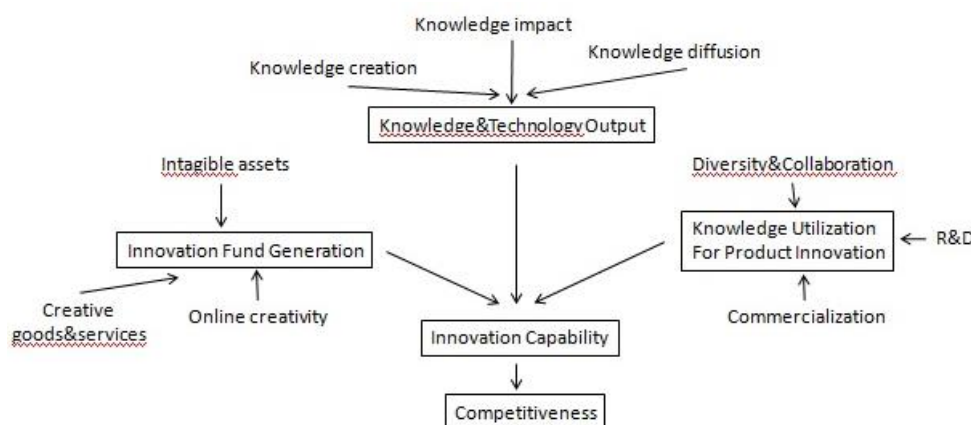 Knowledge impact
Knowledge diffusion
Knowledge creation
Knowledge&Technology Output
Intagible assets
Diversity&Collaboration
Innovation Fund Generation
Knowledge Utilization
For Product Innovation
R&D
Creative
goods&services
Online creativity
Commercialization
Innovation Capability
Competitiveness